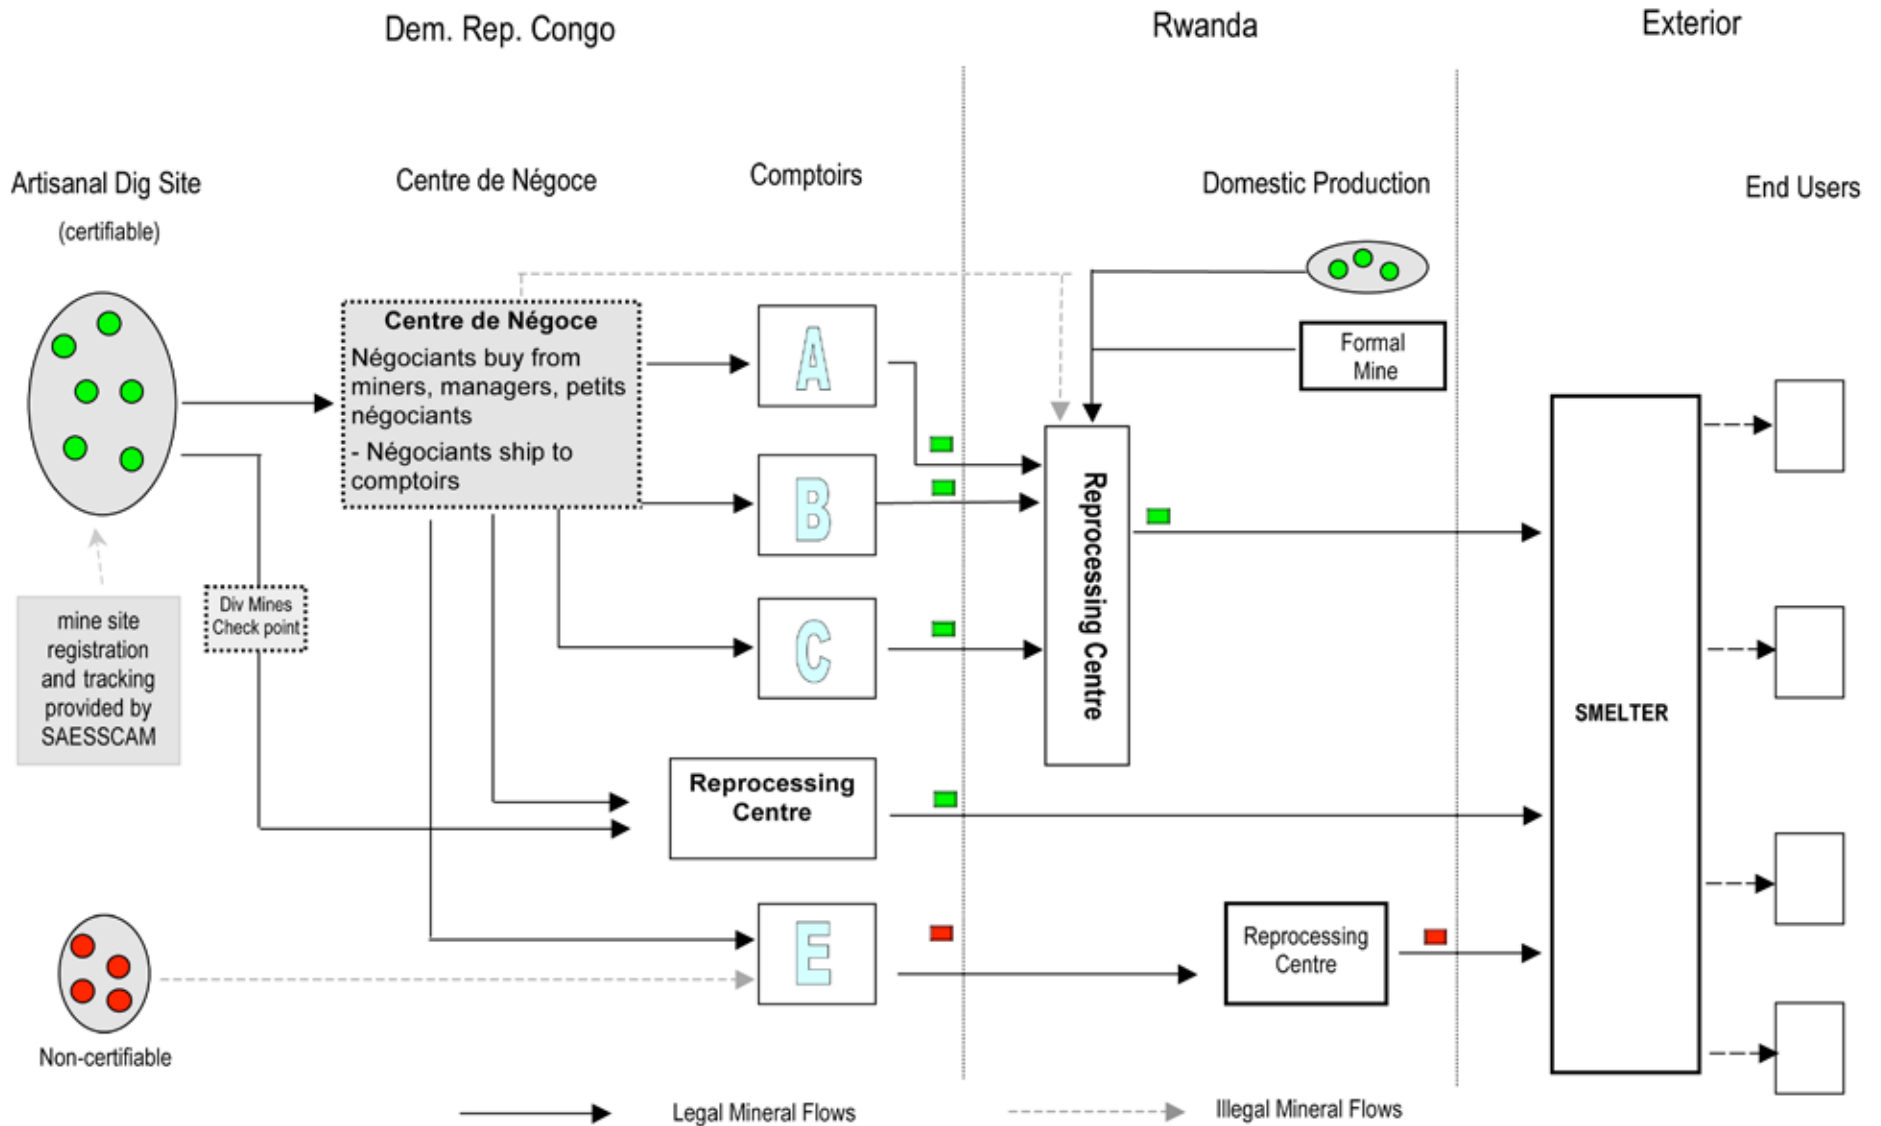 Dem. Rep. Congo
Rwanda
Exterior
Artisanal Dig Site
(certifiable)
Centre de Négoce
Comptoirs
Domestic Production
End Users
Centre de Négoce
Négociants buy from
miners, managers, petits
négociants
- Négociants ship to
comptoirs
A
B
C
E
Formal
Mine
Reprocessing Centre
Div Mines
Check point
mine site
registration
and tracking
provided by
SAESSCAM
Reprocessing
Centre
SMELTER
Reprocessing
Centre
Non-certifiable
Legal Mineral Flows
Illegal Mineral Flows